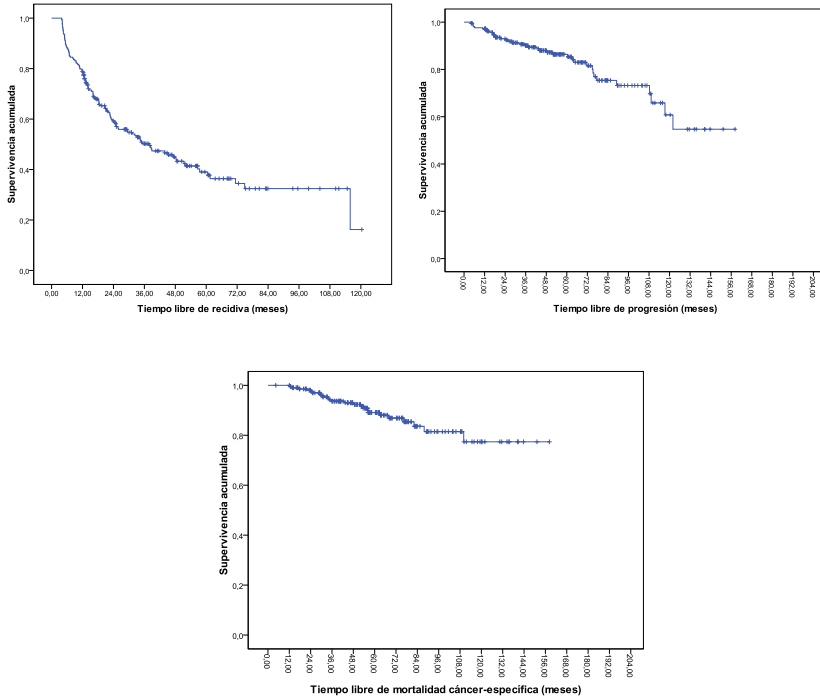 1,0
0,8
0,6
0,4
0,2
0,0
Supervivencia acumulada
0,00 12,00 24,00 36,00 48,00 60,00 72,00 84,00 96,00 108,00 120,00
Tiempo libre de recidiva (meses)
1,0
0,8
0,6
0,4
0,2
0,0
Supervivencia acumulada
0,00 12,00 24,00 36,00 48,00 60,00 72,00 84,00 96,00 108,00 120,00 132,00 144,00 156,00 168,00 180,00 192,00 204,00
Tiempo libre de progresión (meses)
1,0
0,8
0,6
0,4
0,2
0,0
Supervivencia acumulada
0,00 12,00 24,00 36,00 48,00 60,00 72,00 84,00 96,00 108,00 120,00 132,00 144,00 156,00 168,00 180,00 192,00 204,00
Tiempo libre de mortalidad cáncer-específica (meses)